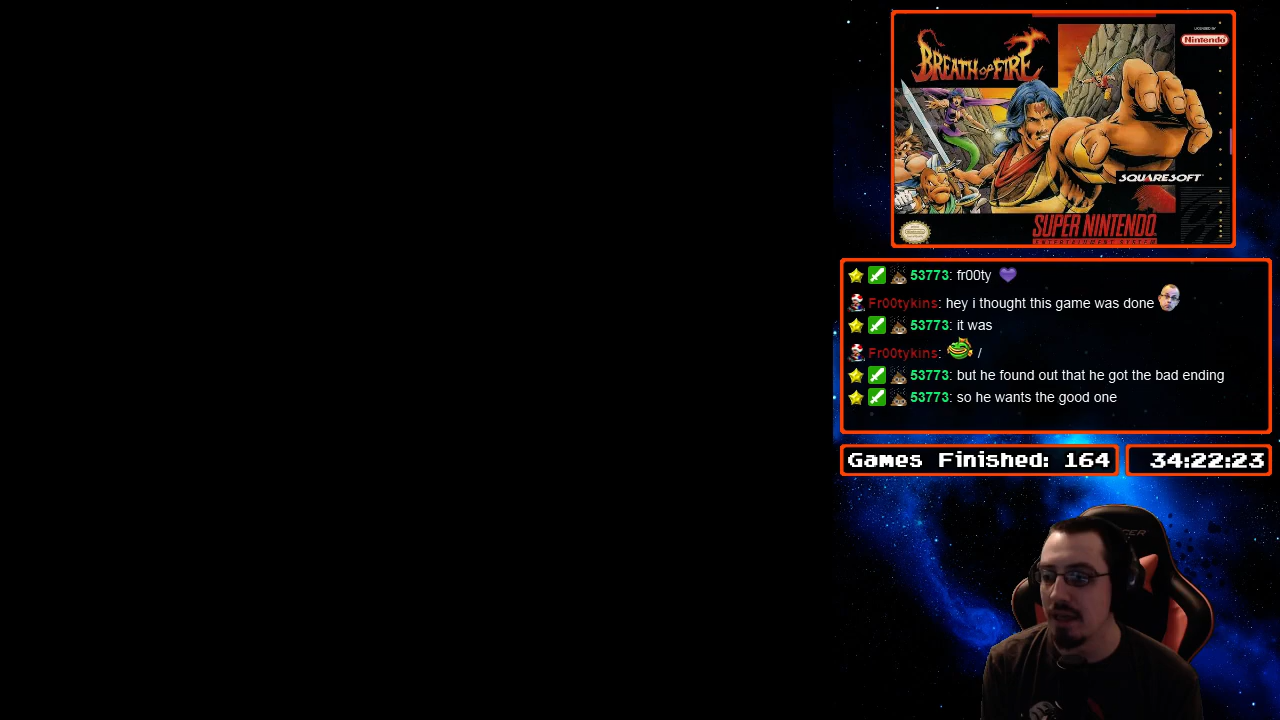 LICENSED BY
Nintendo
BREATH of FIRE
SQUARESOFT
SUPER NINTENDO
ENTERTAINMENT SYSTEM
53773: fr00ty
Fr00tykins: hey i thought this game was done
53773: it was
Fr00tykins: /
53773: but he found out that he got the bad ending
53773: so he wants the good one
Games Finished: 164
34:22:23